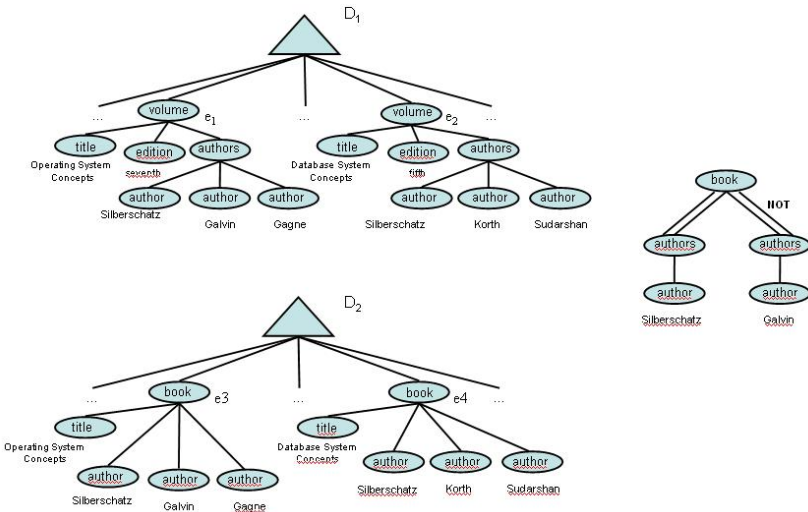 D1
... volume e1 ... volume e2 ...
title edition authors title edition authors
Operating System Concepts seventh Database System Concepts fifth
author author author author author author
Silberschatz Galvin Gagne Silberschatz Korth Sudarshan
book
NOT
authors authors
author author
Silberschatz Galvin
D2
... book e3 ... book e4 ...
title title
Operating System Concepts Database System Concepts
author author author author author author
Silberschatz Galvin Gagne Silberschatz Korth Sudarshan